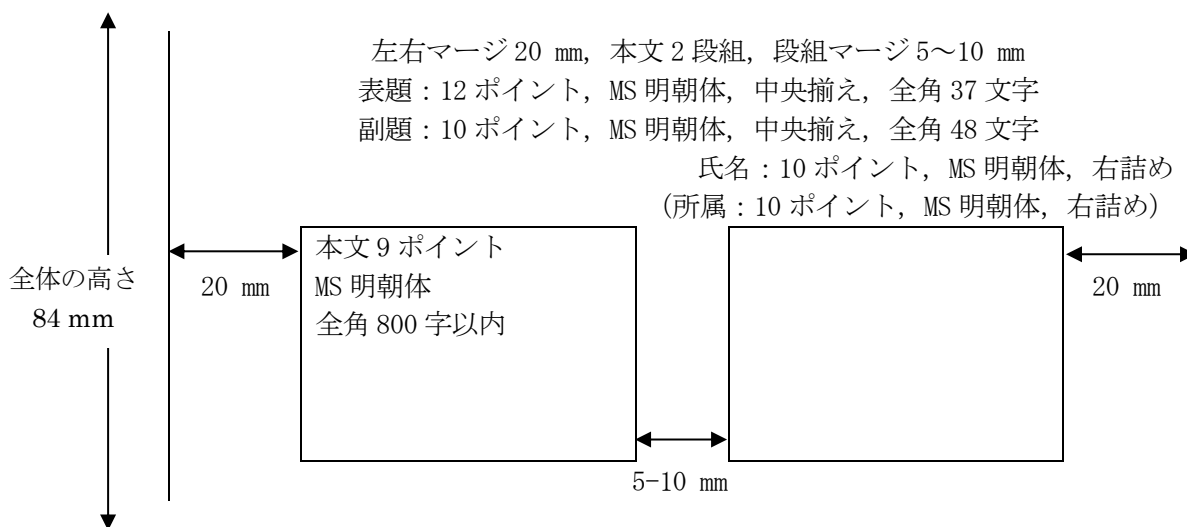 左右マージ 20 mm, 本文 2 段組, 段組マージ 5～10 mm
表題：12 ポイント, MS 明朝体, 中央揃え, 全角 37 文字
副題：10 ポイント, MS 明朝体, 中央揃え, 全角 48 文字
氏名：10 ポイント, MS 明朝体, 右詰め
(所属：10 ポイント, MS 明朝体, 右詰め)
全体の高さ
84 mm
20 mm
本文 9 ポイント
MS 明朝体
全角 800 字以内
20 mm
5-10 mm